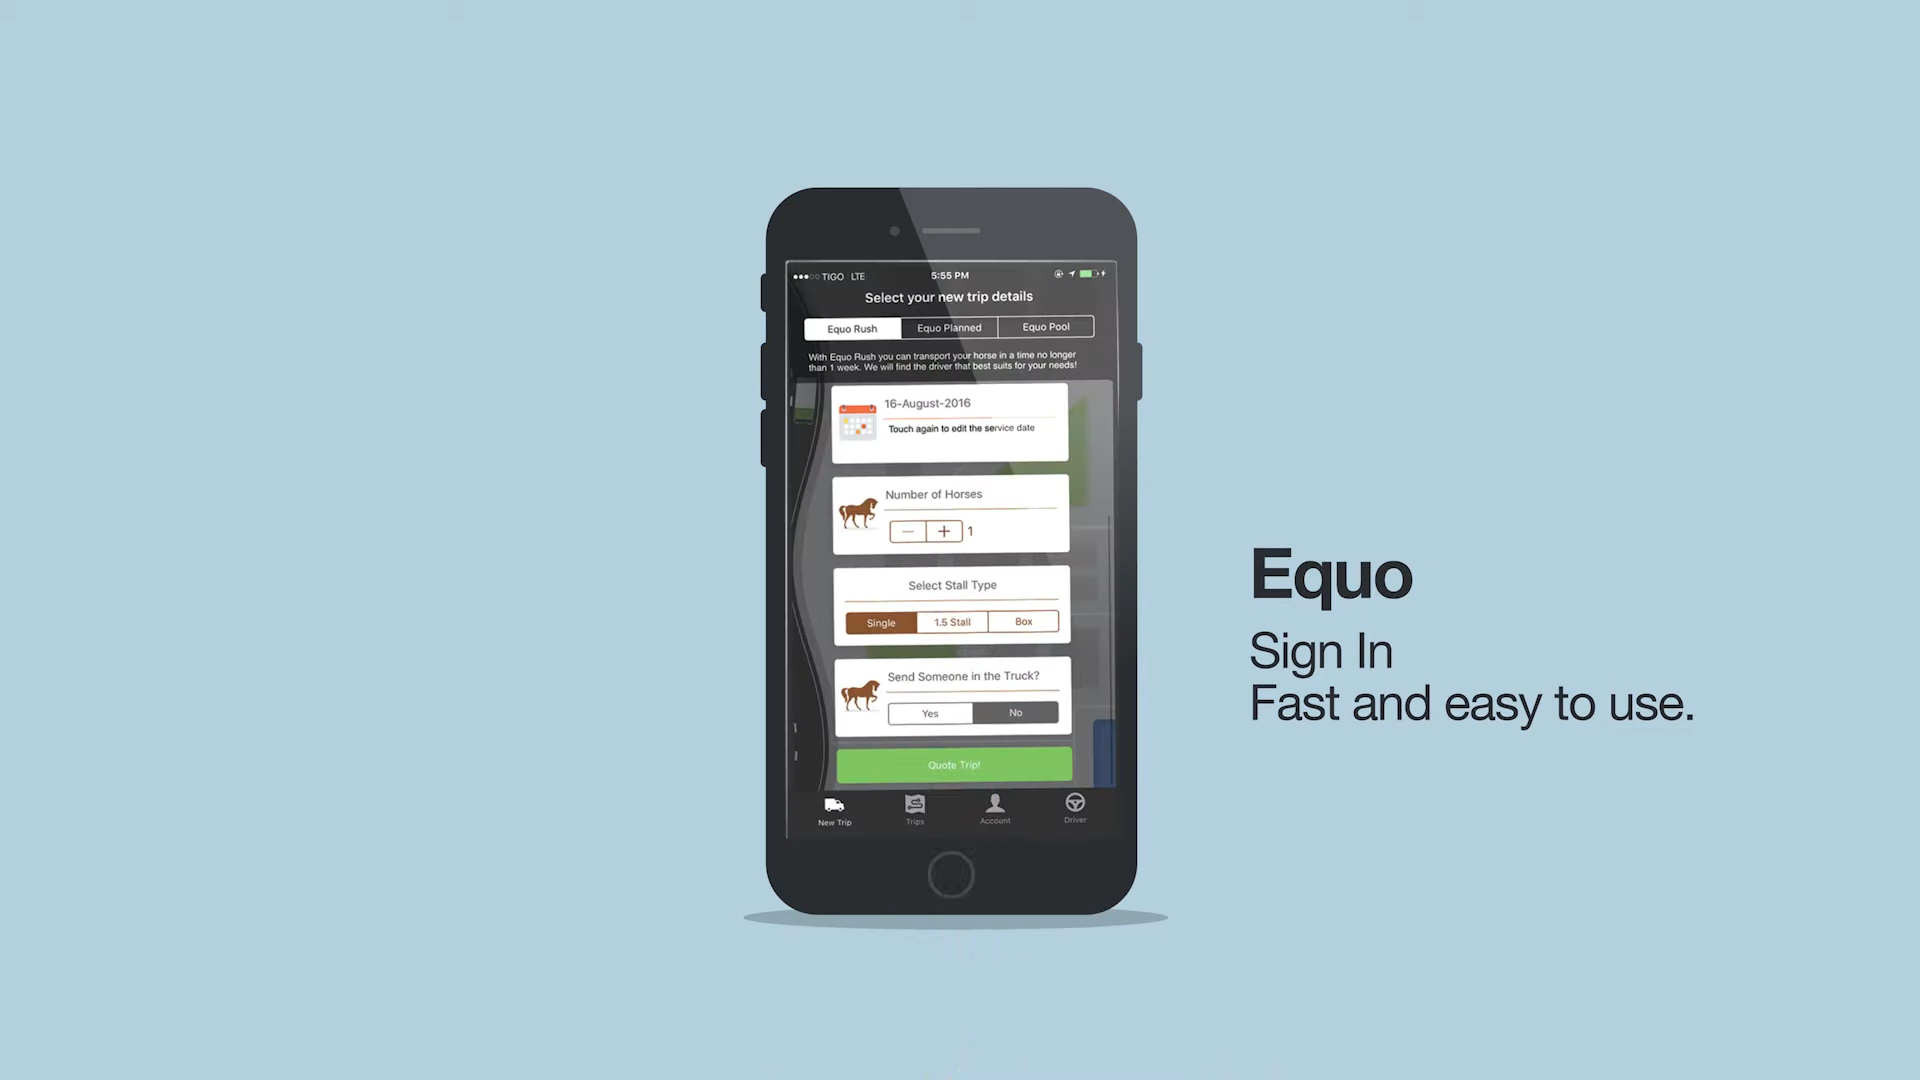 TIGO LTE 5:55 PM
Select your new trip details
Equo Rush Equo Planned Equo Pool
With Equo Rush you can transport your horse in a time no longer
than 1 week. We will find the driver that best suits for your needs!
16-August-2016
Touch again to edit the service date
Number of Horses
1
Select Stall Type
Single 1.5 Stall Box
Send Someone in the Truck?
Yes No
Quote Trip!
New Trip Trips Account Driver
Equo
Sign In
Fast and easy to use.